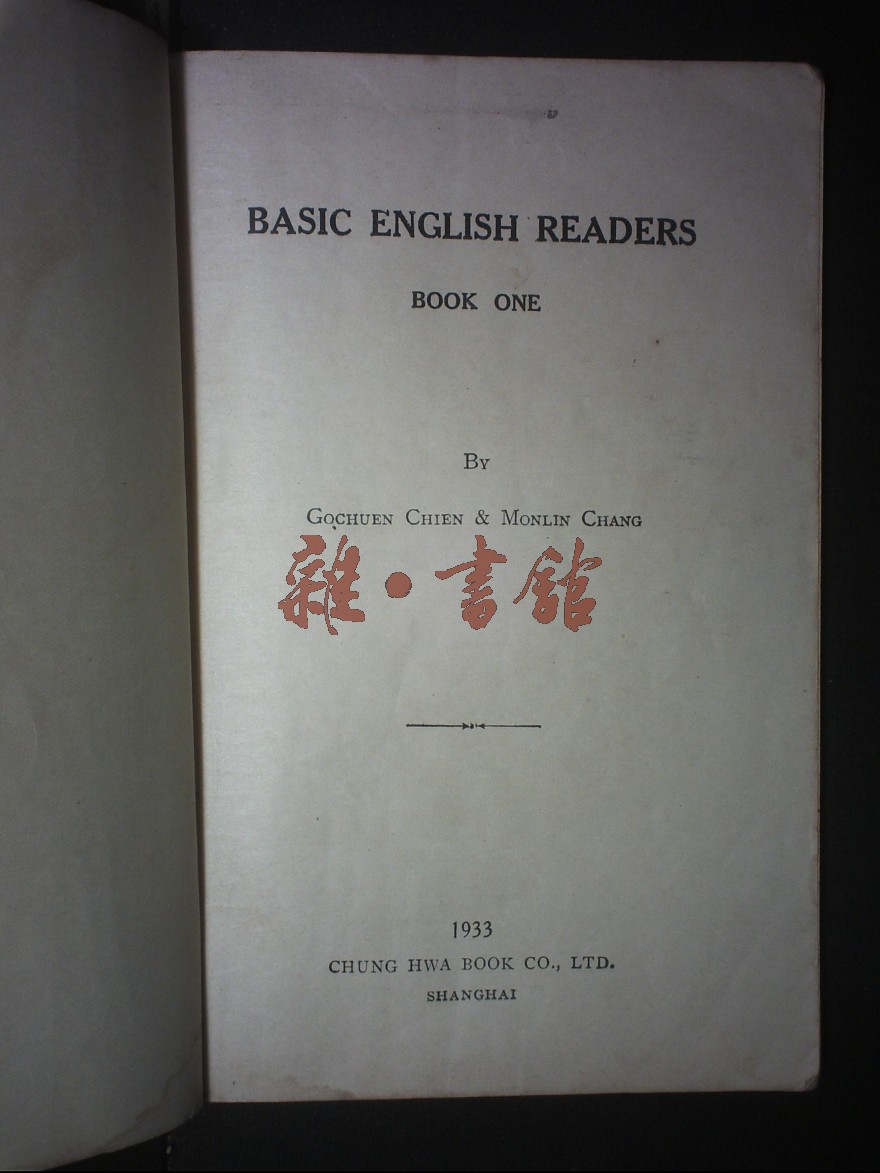 BASIC ENGLISH READERS
BOOK ONE
By
Gochuen Chien & Monlin Chang
雜·書館
1933
CHUNG HWA BOOK CO., LTD.
SHANGHAI